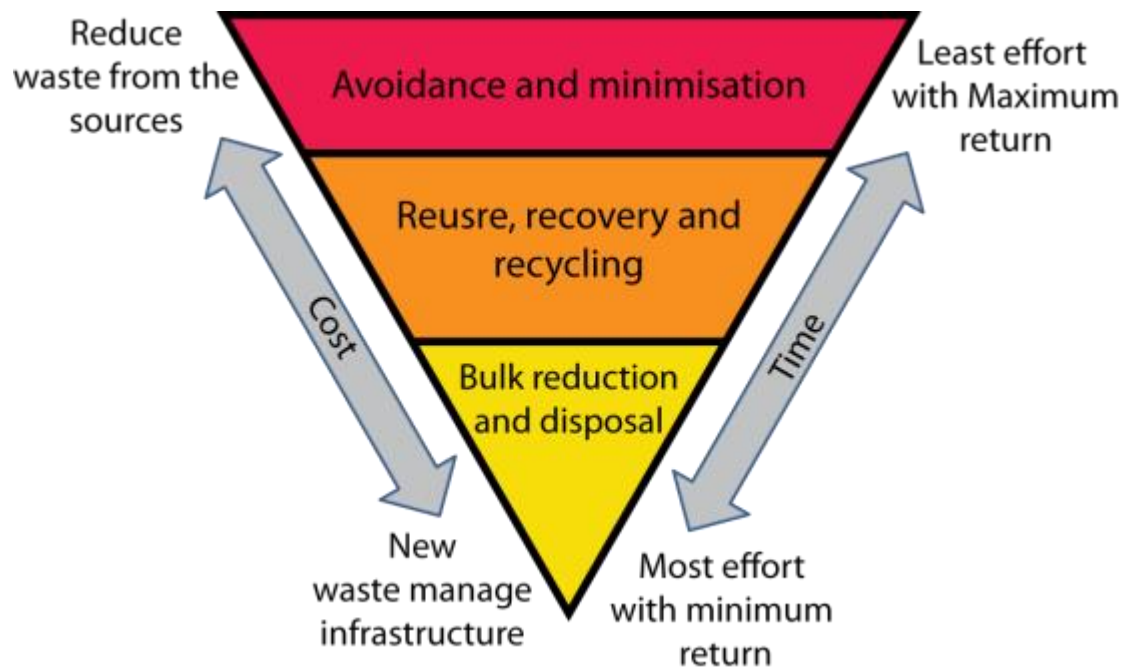 Reduce
waste from the
sources
Avoidance and minimisation
Least effort
with Maximum
return
Reusre, recovery and
recycling
Cost
Time
Bulk reduction
and disposal
New
waste manage
infrastructure
Most effort
with minimum
return